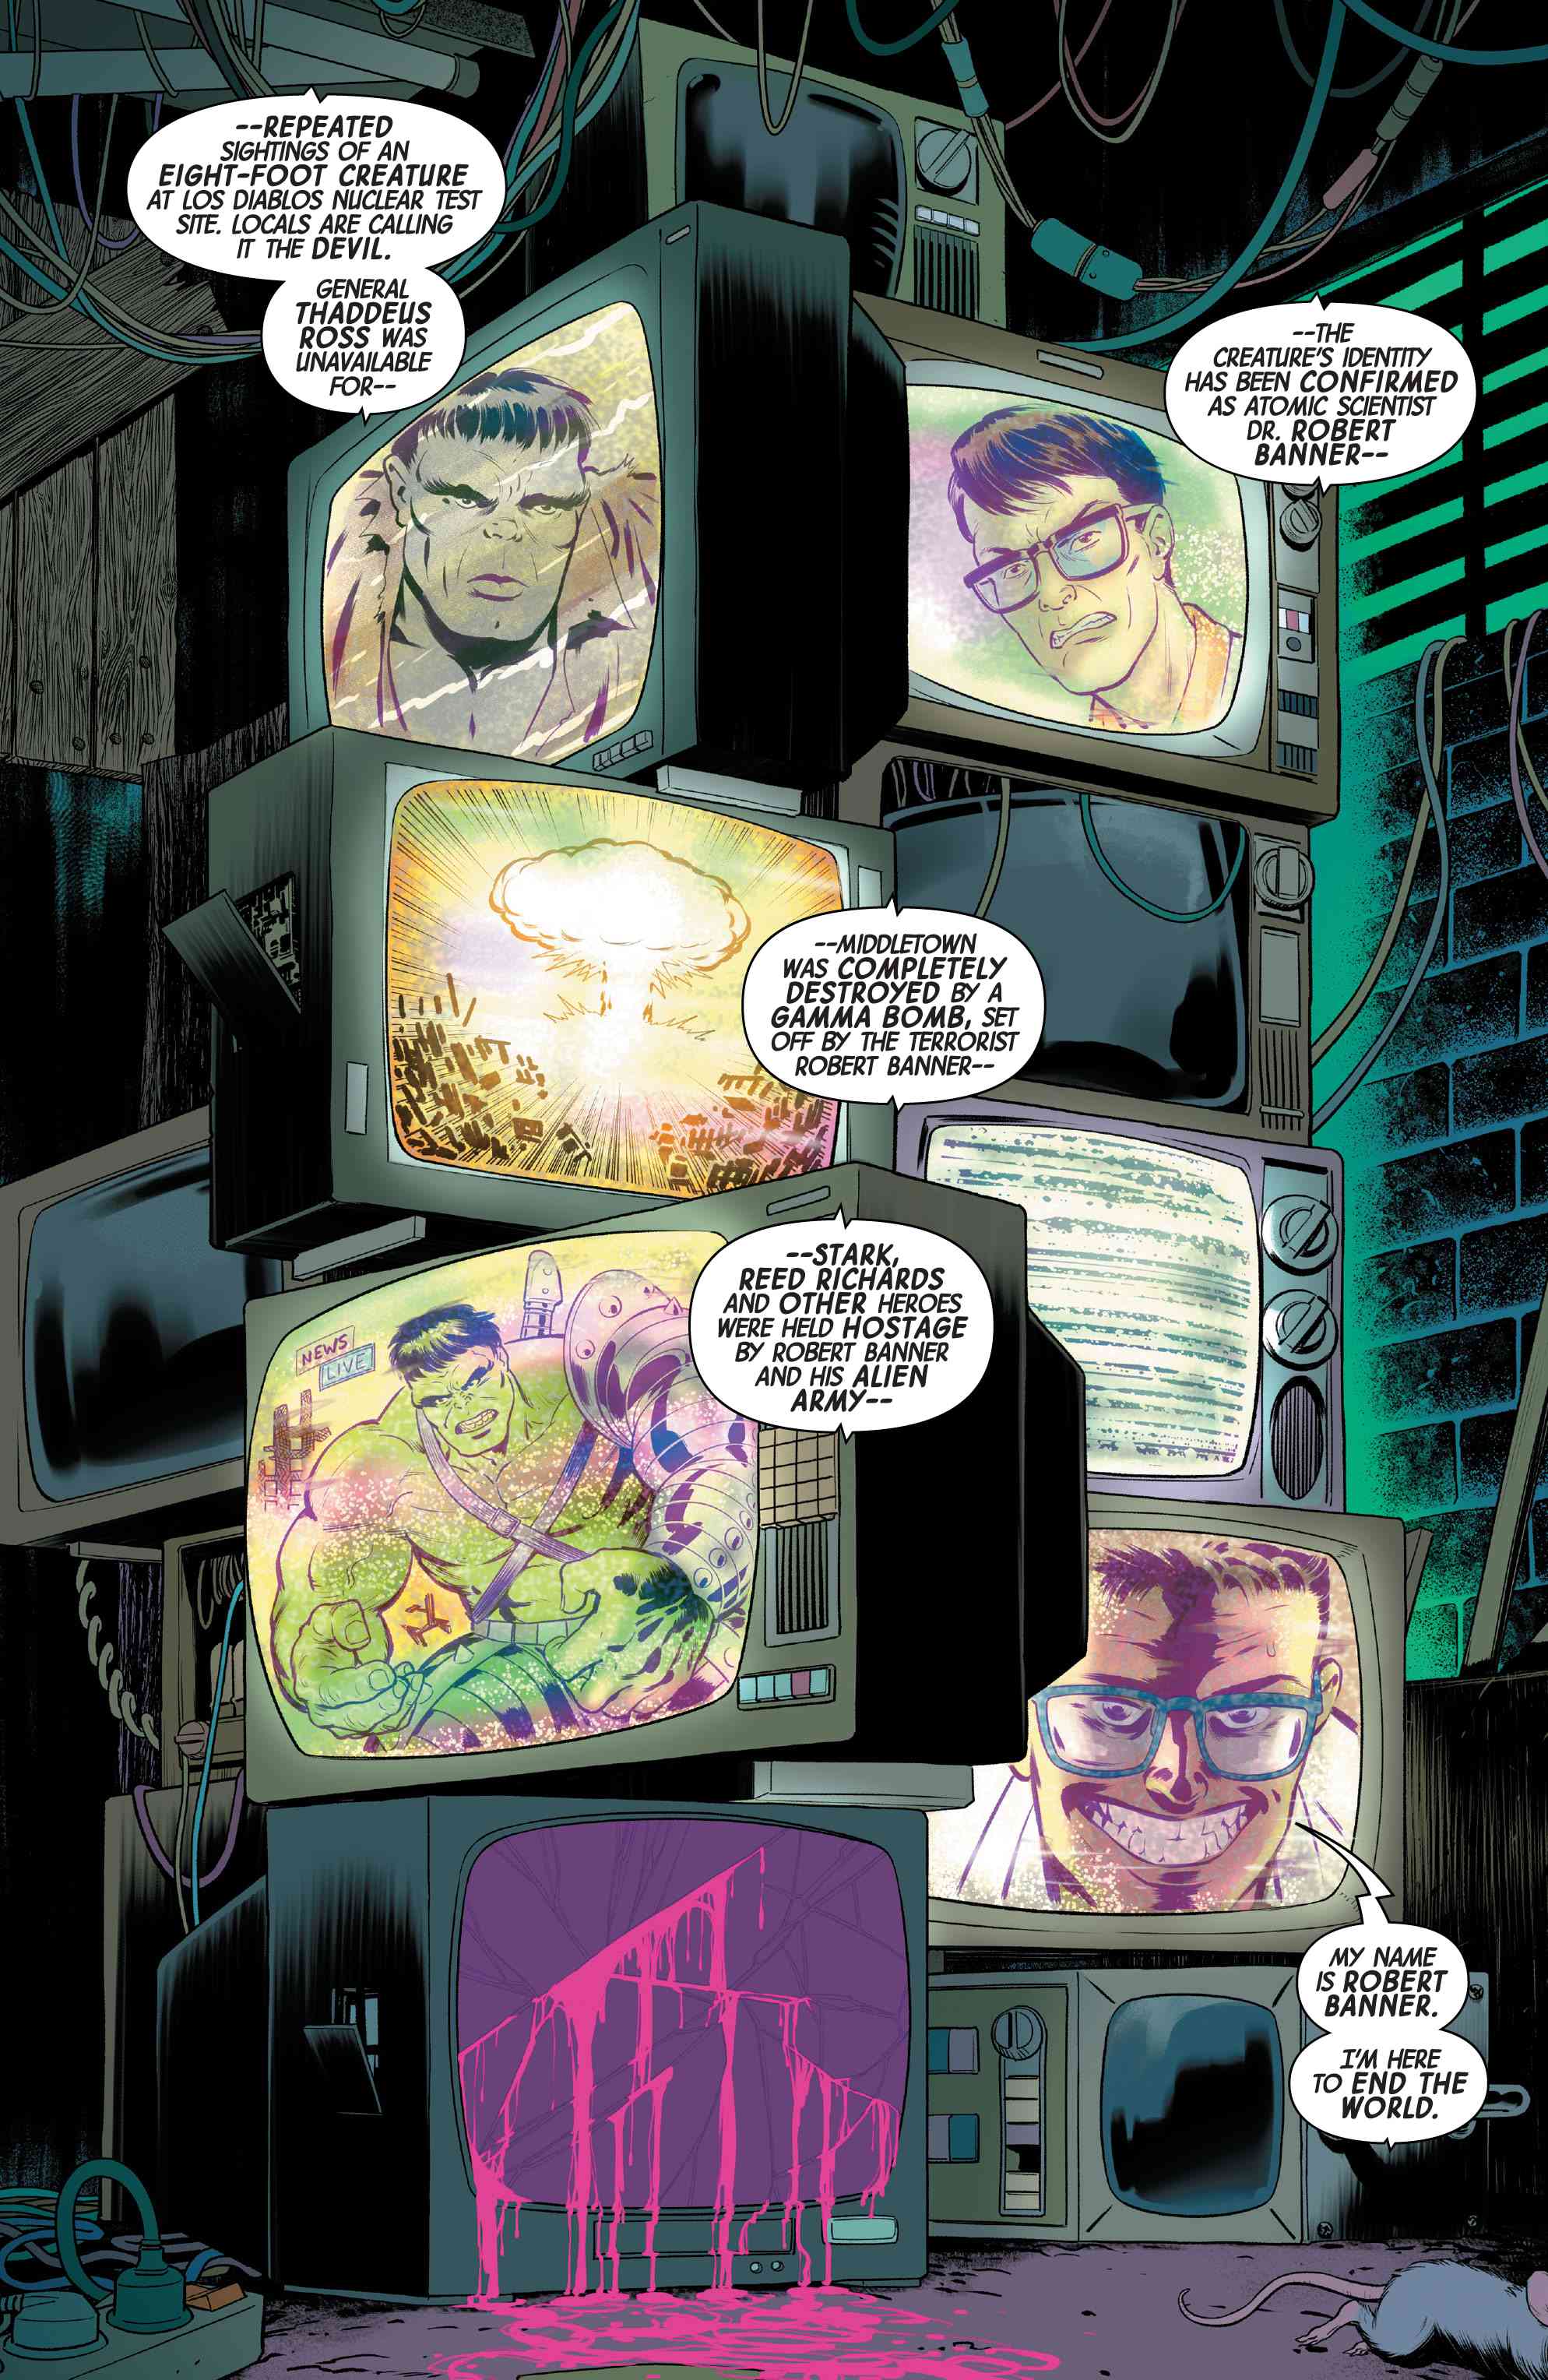 --REPEATED
SIGHTINGS OF AN
EIGHT-FOOT CREATURE
AT LOS DIABLOS NUCLEAR TEST
SITE. LOCALS ARE CALLING
IT THE DEVIL.
GENERAL
THADDEUS
ROSS WAS
UNAVAILABLE
FOR--
--THE
CREATURE'S IDENTITY
HAS BEEN CONFIRMED
AS ATOMIC SCIENTIST
DR. ROBERT
BANNER--
--MIDDLETOWN
WAS COMPLETELY
DESTROYED BY A
GAMMA BOMB, SET
OFF BY THE TERRORIST
ROBERT BANNER--
--STARK,
REED RICHARDS
AND OTHER HEROES
WERE HELD HOSTAGE
BY ROBERT BANNER
AND HIS ALIEN
ARMY--
NEWS
LIVE
MY NAME
IS ROBERT
BANNER.
I'M HERE
TO END THE
WORLD.